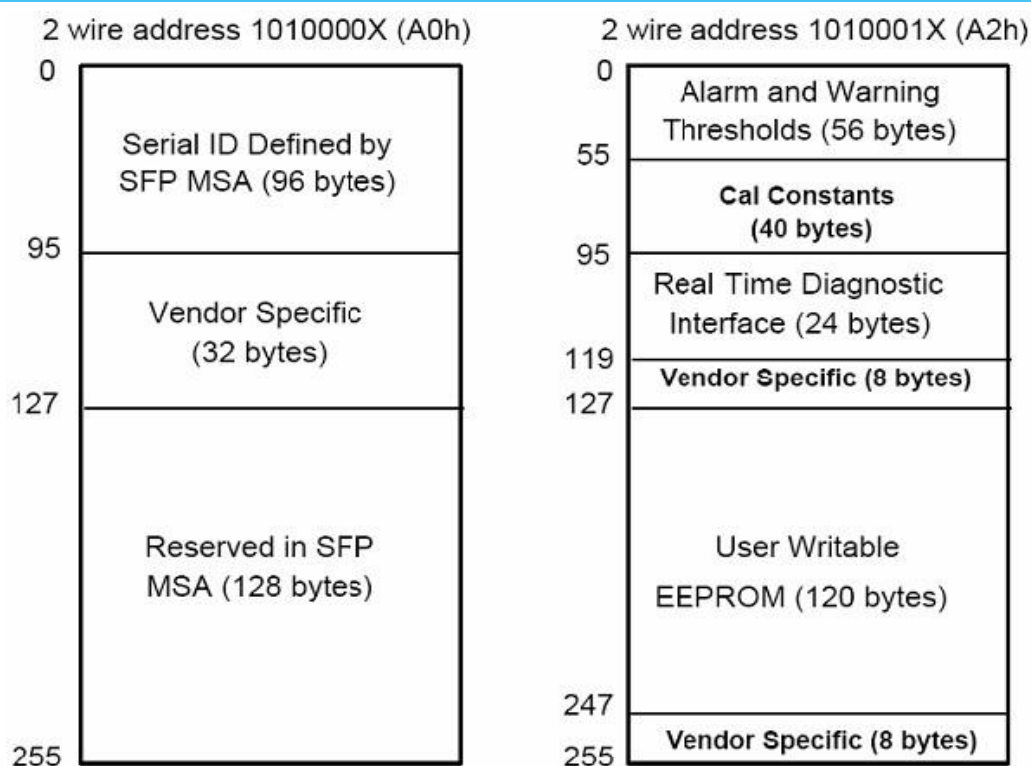 2 wire address 1010000X (A0h)
0
Serial ID Defined by
SFP MSA (96 bytes)
95
Vendor Specific
(32 bytes)
127
Reserved in SFP
MSA (128 bytes)
255
2 wire address 1010001X (A2h)
0
Alarm and Warning
Thresholds (56 bytes)
55
Cal Constants
(40 bytes)
95
Real Time Diagnostic
Interface (24 bytes)
119
Vendor Specific (8 bytes)
127
User Writable
EEPROM (120 bytes)
247
Vendor Specific (8 bytes)
255